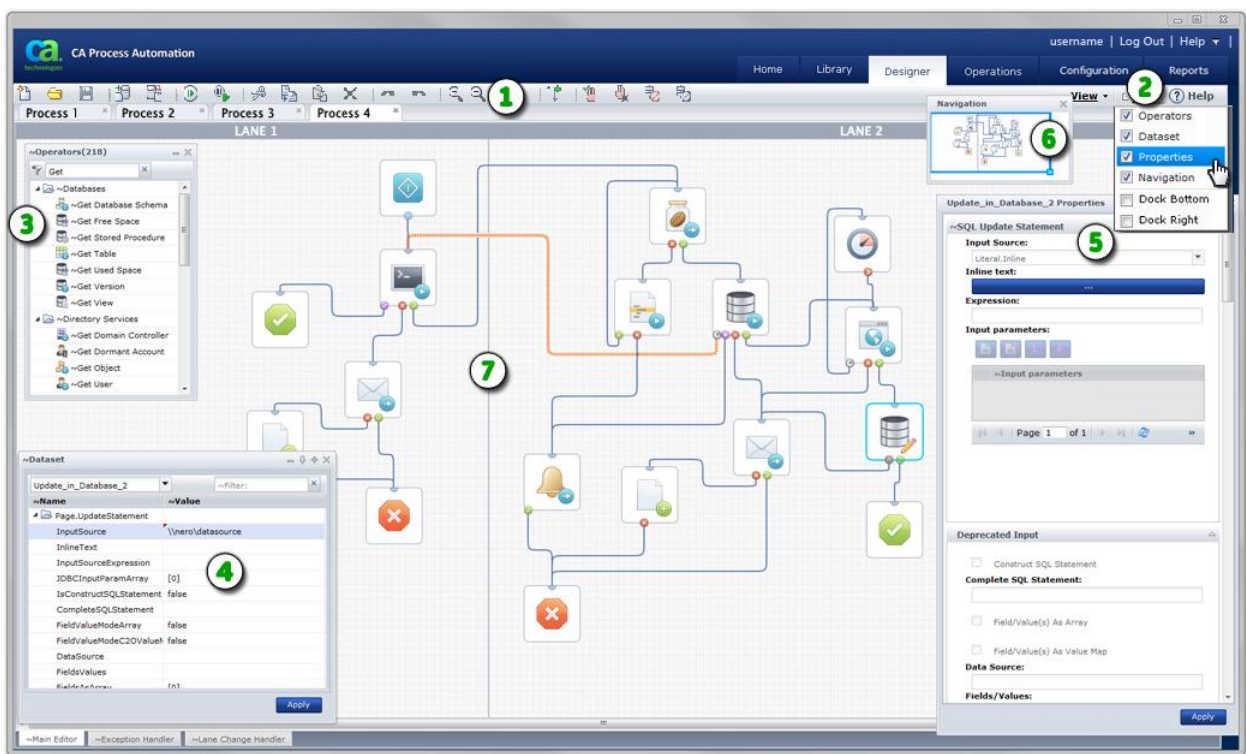 ca.
technologies
CA Process Automation
username | Log Out | Help
Home Library Designer Operations Configuration Reports
1
2
View
Help
Process 1 Process 2 Process 3 Process 4
LANE 1
LANE 2
~Operators(218)
Get
~Databases
~Get Database Schema
~Get Free Space
~Get Stored Procedure
~Get Table
~Get Used Space
~Get Version
~Get View
~Directory Services
~Get Domain Controller
~Get Dormant Account
~Get Object
~Get User
3
Navigation
6
Operators
Dataset
Properties
Navigation
Dock Bottom
Dock Right
Update_in_Database_2 Properties
~SQL Update Statement
5
Input Source:
Literal.Inline
Inline text:
...
Expression:
Input parameters:
~Input parameters
Page 1 of 1
»
Deprecated Input
Construct SQL Statement
Complete SQL Statement:
Field/Value(s) As Array
Field/Value(s) As Value Map
Data Source:
Fields/Values:
Apply
7
~Dataset
Update_in_Database_2
~Filter:
~Name ~Value
Page.UpdateStatement
InputSource \\nero\datasource
InlineText
InputSourceExpression
JDBCInputParamArray [0]
IsConstructSQLStatement false
CompleteSQLStatement
FieldValueModeArray false
FieldValueModeC2OValueM false
DataSource
FieldsValues
FieldsAsArray [0]
4
Apply
~Main Editor ~Exception Handler ~Lane Change Handler